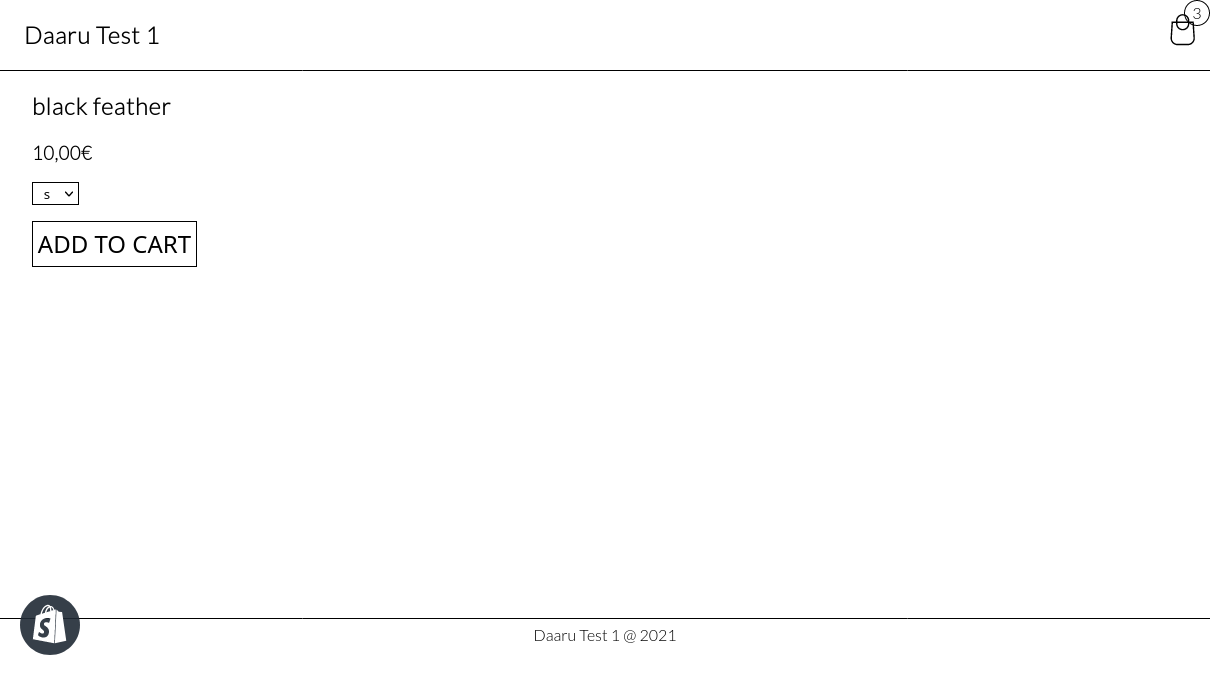 Daaru Test 1
3
black feather
10,00€
s
ADD TO CART
S
Daaru Test 1 @ 2021